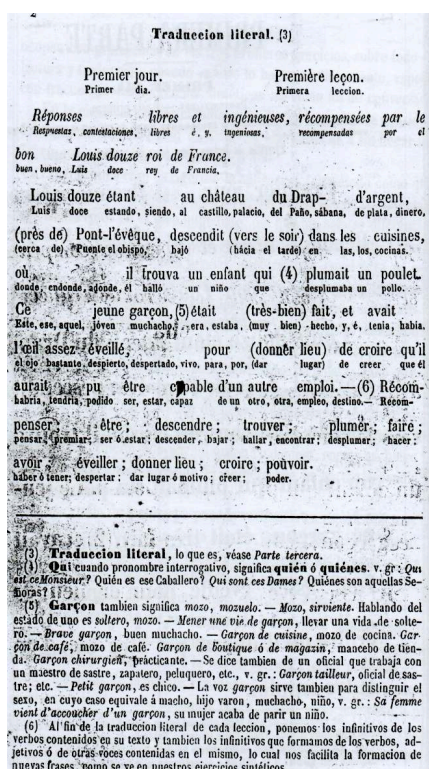 2
Traduccion literal. (3)
Premier jour. Première leçon.
Primer dia. Primera leccion.
Réponses libres et ingénieuses, récompensées par le
Respuestas, contestaciones, libres é, y, ingeniosas, recompensadas por el
bon Louis douze roi de France.
buen, bueno, Luis doce rey de Francia.
Louis douze étant au château du Drap- d'argent,
Luis doce estando, siendo, al castillo, palacio, del Paño, sábana, de plata, dinero,
(près de) Pont-l'évêque, descendit (vers le soir) dans les cuisines,
(cerca de) Puente el obispo, bajó (hácia el tarde) en las, los, cocinas.
où il trouva un enfant qui (4) plumait un poulet.
donde, endonde, adonde, él halló un niño que desplumaba un pollo.
Ce jeune garçon, (5) était (très-bien) fait, et avait
Este, ese, aquel, jóven muchacho, era, estaba, (muy bien) hecho, y, é, tenia, habia.
l'œil assez éveillé, pour (donner lieu) de croire qu'il
el ojo bastante despierto, despertado, vivo, para, por, (dar lugar) de creer que él
aurait pu être capable d'un autre emploi. — (6) Récom-
habria, tendria, podido ser, estar, capaz de un otro, otra, empleo, destino. — Recom-
penser; être; descendre; trouver; plumer; faire;
pensar, premiar; ser ó estar; descender, bajar; hallar, encontrar; desplumer; hacer;
avoir; éveiller; donner lieu; croire; pouvoir.
haber ó tener; despertar; dar lugar ó motivo; creer; poder.
(3) Traduccion literal, lo que es, véase Parte tercera.
(4) Qui cuando pronombre interrogativo, significa quién ó quiénes. v. gr: Qui
est ce Monsieur? Quién es ese Caballero? Qui sont ces Dames? Quiénes son aquellas Se-
ñoras?
(5) Garçon tambien significa mozo, mozuelo. — Mozo, sirviente. Hablando del
estado de uno es soltero, mozo. — Mener une vie de garçon, llevar una vida de solte-
ro. — Brave garçon, buen muchacho. — Garçon de cuisine, mozo de cocina. Gar-
çon de café, mozo de café. Garçon de boutique ó de magazin, mancebo de tien-
da. Garçon chirurgien, prácticante. — Se dice tambien de un oficial que trabaja con
un maestro de sastre, zapatero, peluquero, etc., v. gr.: Garçon tailleur, oficial de sas-
tre; etc. — Petit garçon, es chico. — La voz garçon sirve tambien para distinguir el
sexo, en cuyo caso equivale á macho, hijo varon, muchacho, niño, v. gr.: Sa femme
vient d'accoucher d'un garçon, su mujer acaba de parir un niño.
(6) Al fin de la traduccion literal de cada leccion, ponemos los infinitivos de los
verbos contenidos en su texto y tambien los infinitivos que formamos de los verbos, ad-
jetivos ó de otras voces contenidas en el mismo, lo cual nos facilita la formacion de
nuevas frases, como se ve en nuestros ejercicios sintéticos.